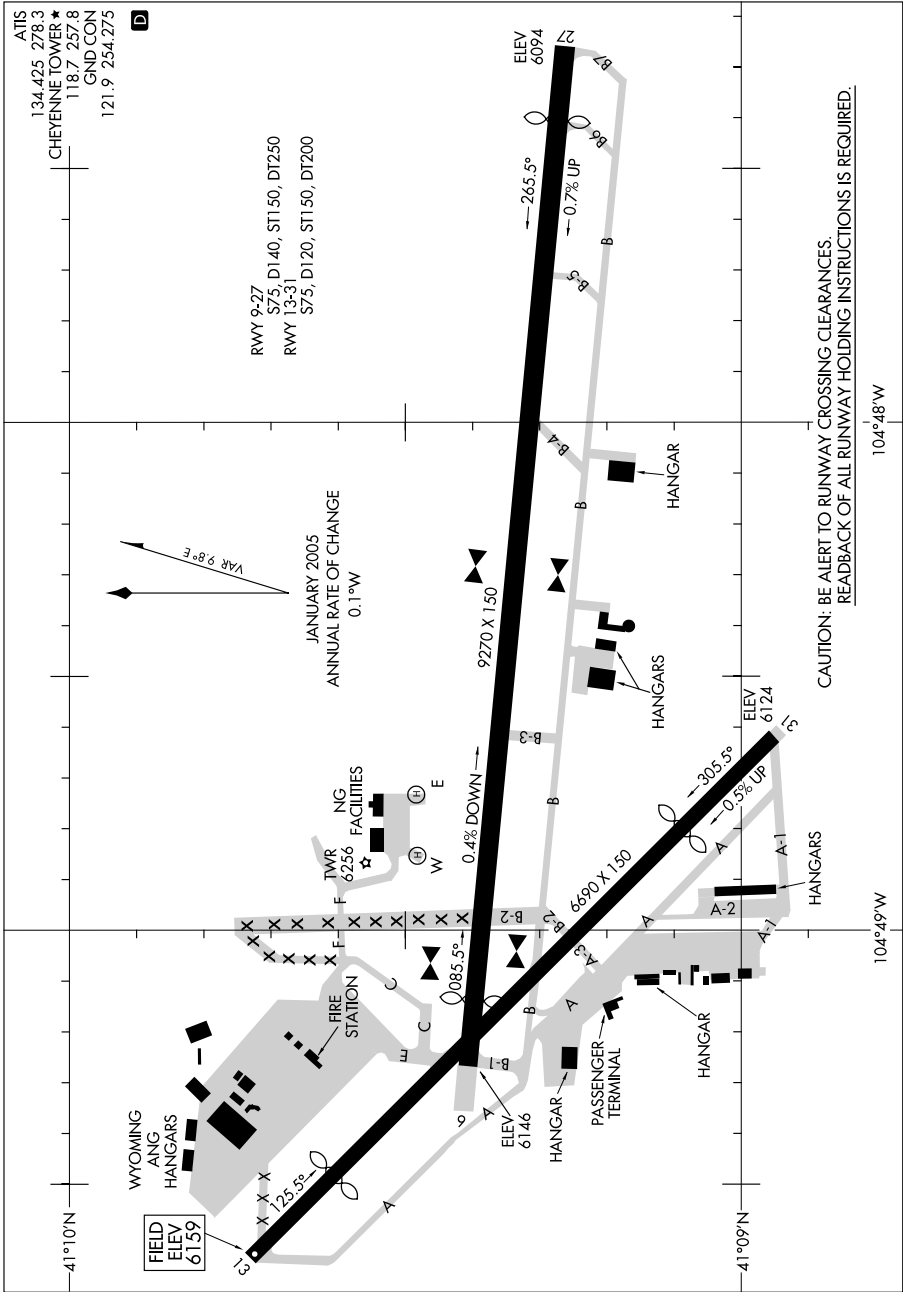 ATIS
134.425 278.3
CHEYENNE TOWER ★
118.7 257.8
GND CON
121.9 254.275
D
ELEV
6094
27
B7
265.5°
0.7% UP
B6
B
B-5
RWY 9-27
S75, D140, ST150, DT250
RWY 13-31
S75, D120, ST150, DT200
41°10'N
41°09'N
104°48'W
104°49'W
VAR 9.8°E
JANUARY 2005
ANNUAL RATE OF CHANGE
0.1°W
B-4
B
HANGAR
9270 X 150
HANGARS
B-3
B
0.4% DOWN
NG
FACILITIES
TWR
6256
H
E
H
W
F
F
X X X X X X X X X X X
X X X X X
B-2
B-2
085.5°
6690 X 150
ELEV
6124
31
305.5°
0.5% UP
A
A-1
HANGARS
A-2
A-1
A
A-3
A
B
C
C
E
B-1
FIRE
STATION
WYOMING
ANG
HANGARS
HANGAR
PASSENGER
TERMINAL
HANGAR
ELEV
6146
9
A
A
X X X
125.5°
FIELD
ELEV
6159
13
CAUTION: BE ALERT TO RUNWAY CROSSING CLEARANCES.
READBACK OF ALL RUNWAY HOLDING INSTRUCTIONS IS REQUIRED.